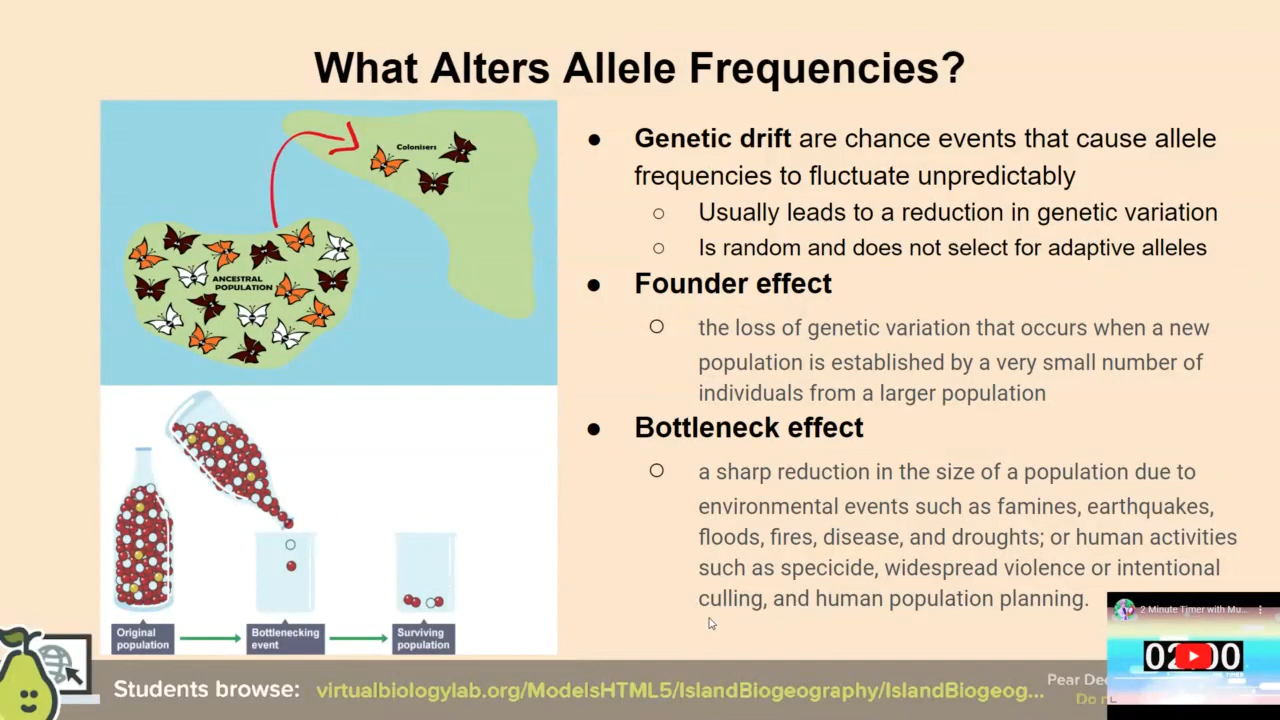 What Alters Allele Frequencies?
Colonisers
ANCESTRAL
POPULATION
Original
population
Bottlenecking
event
Surviving
population
● Genetic drift are chance events that cause allele
frequencies to fluctuate unpredictably
○ Usually leads to a reduction in genetic variation
○ Is random and does not select for adaptive alleles
● Founder effect
○ the loss of genetic variation that occurs when a new
population is established by a very small number of
individuals from a larger population
● Bottleneck effect
○ a sharp reduction in the size of a population due to
environmental events such as famines, earthquakes,
floods, fires, disease, and droughts; or human activities
such as specicide, widespread violence or intentional
culling, and human population planning.
2 Minute Timer with Mu...
Students browse: virtualbiologylab.org/ModelsHTML5/IslandBiogeography/IslandBiogeog...
Pear
Do